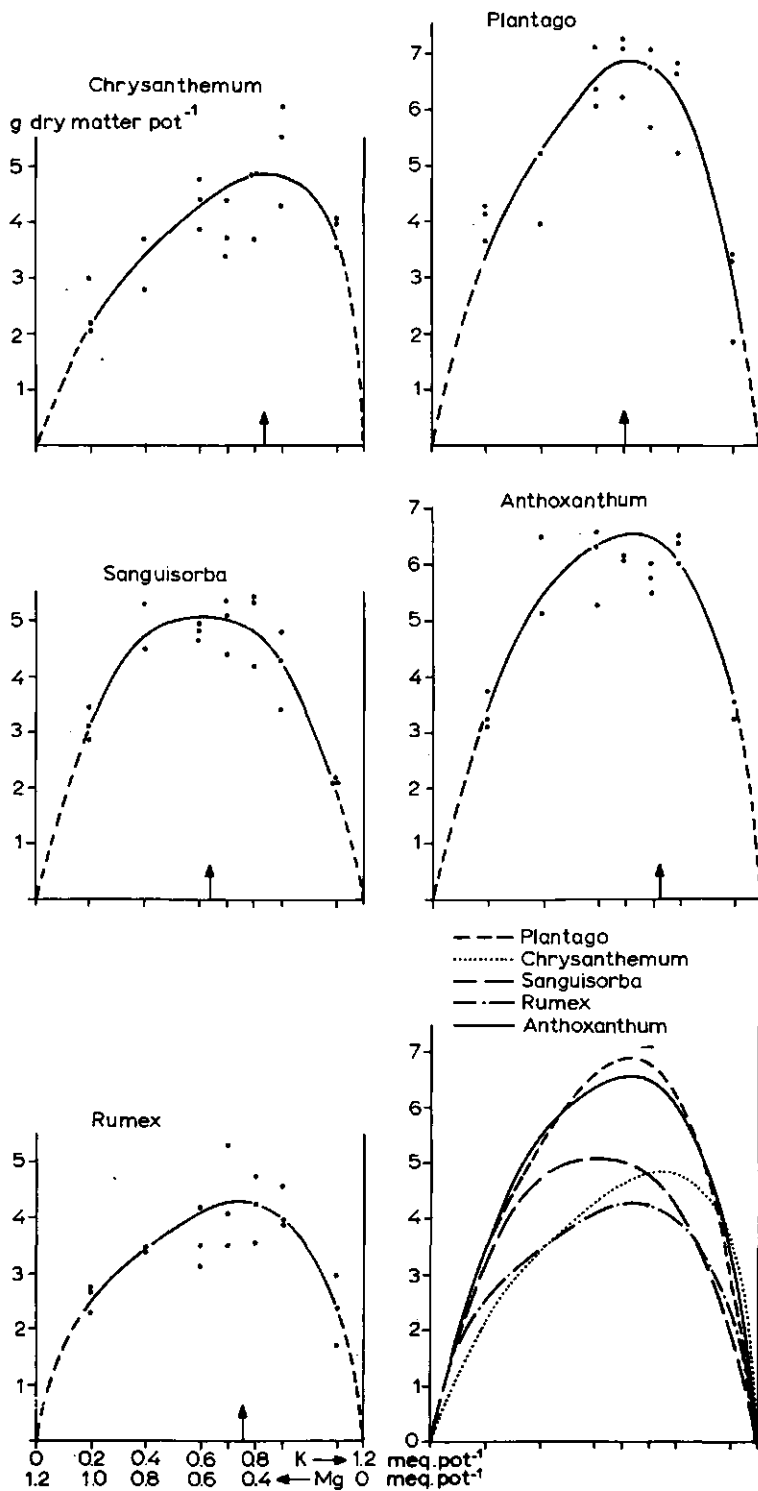 Chrysanthemum
g dry matter pot⁻¹
5
4
3
2
1
Plantago
7
6
5
4
3
2
1
Sanguisorba
5
4
3
2
1
Anthoxanthum
7
6
5
4
3
2
1
Rumex
5
4
3
2
1
0 0.2 0.4 0.6 0.8 K → 1.2 meq.pot⁻¹
1.2 1.0 0.8 0.6 0.4 ← Mg 0 meq.pot⁻¹
Plantago
Chrysanthemum
Sanguisorba
Rumex
Anthoxanthum
7
6
5
4
3
2
1
0